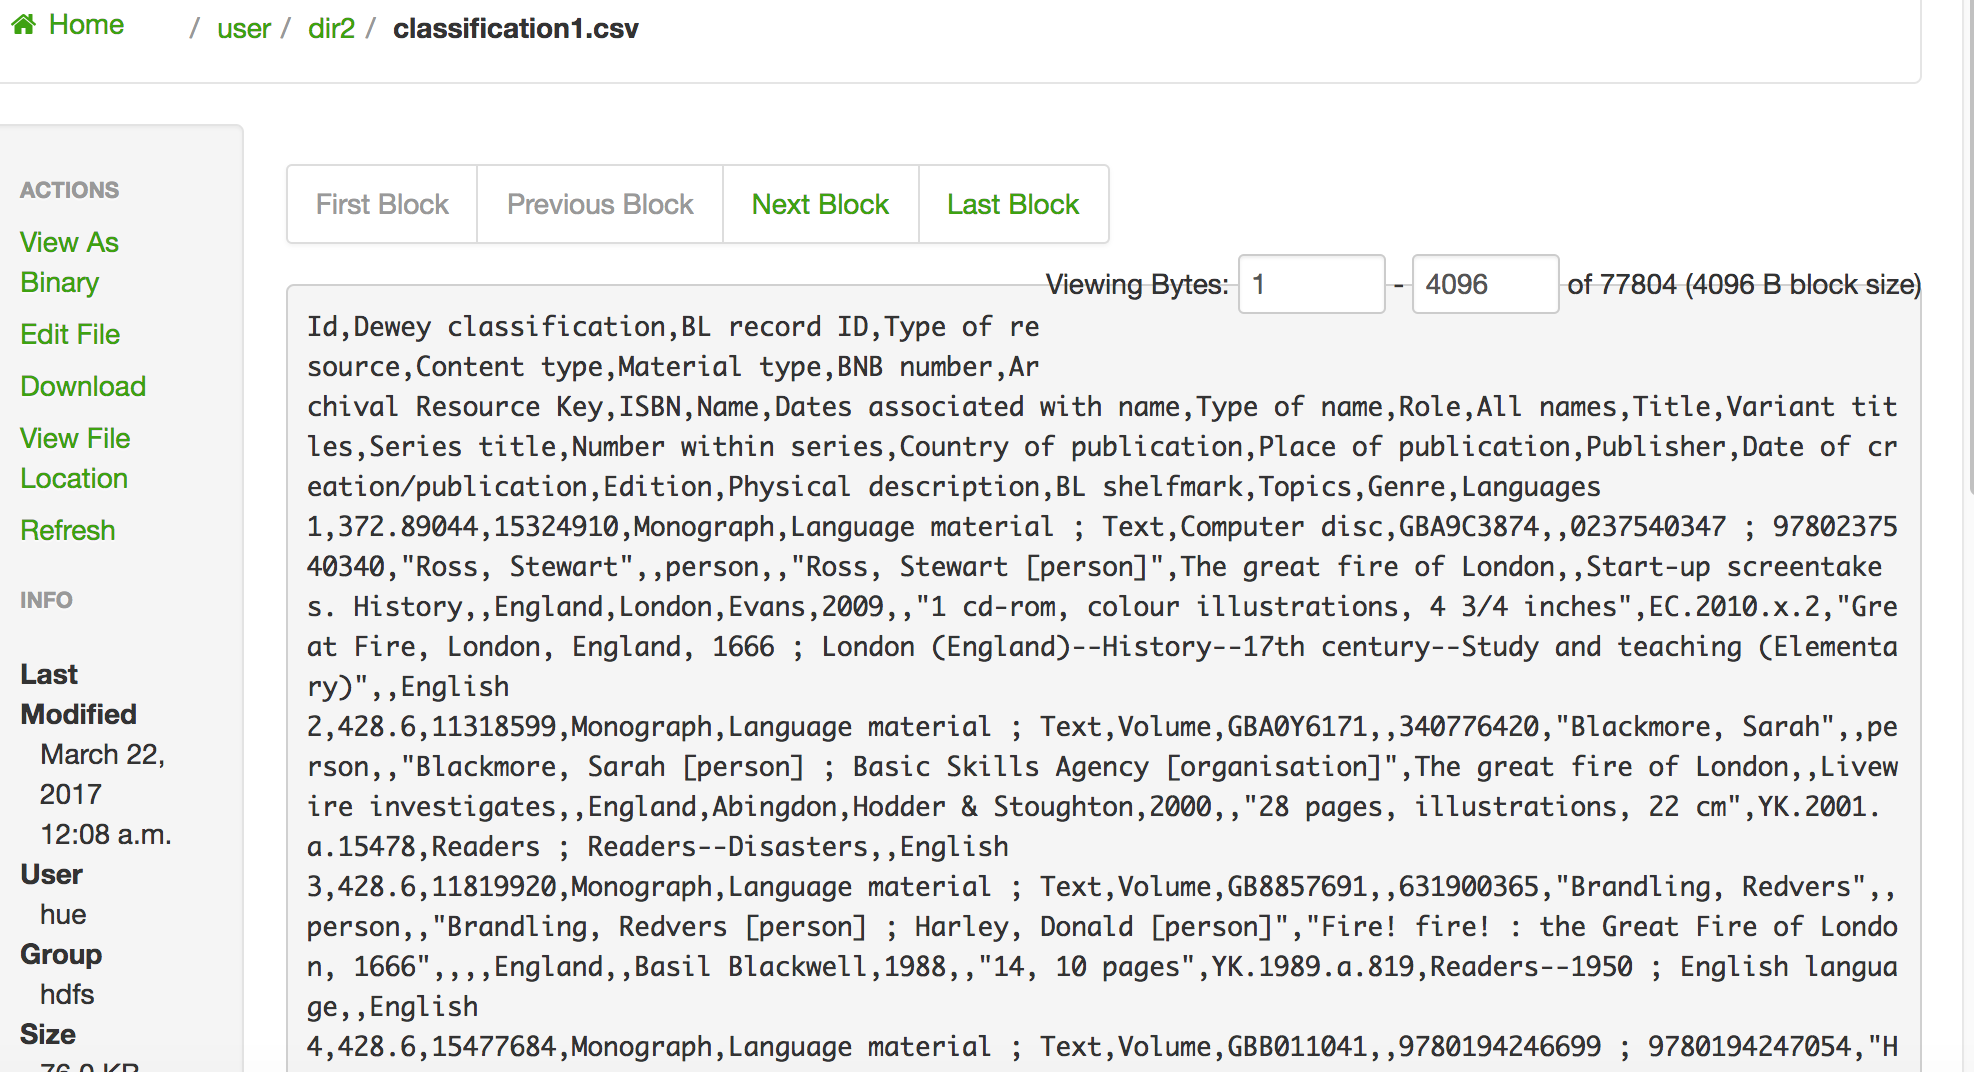 Home / user / dir2 / classification1.csv
ACTIONS
View As
Binary
Edit File
Download
View File
Location
Refresh
INFO
Last
Modified
March 22,
2017
12:08 a.m.
User
hue
Group
hdfs
Size
76.0 KB
First Block Previous Block Next Block Last Block
Viewing Bytes: 1 - 4096 of 77804 (4096 B block size)
Id,Dewey classification,BL record ID,Type of re
source,Content type,Material type,BNB number,Ar
chival Resource Key,ISBN,Name,Dates associated with name,Type of name,Role,All names,Title,Variant tit
les,Series title,Number within series,Country of publication,Place of publication,Publisher,Date of cr
eation/publication,Edition,Physical description,BL shelfmark,Topics,Genre,Languages
1,372.89044,15324910,Monograph,Language material ; Text,Computer disc,GBA9C3874,,0237540347 ; 97802375
40340,"Ross, Stewart",,person,,"Ross, Stewart [person]",The great fire of London,,Start-up screentake
s. History,,England,London,Evans,2009,,"1 cd-rom, colour illustrations, 4 3/4 inches",EC.2010.x.2,"Gre
at Fire, London, England, 1666 ; London (England)--History--17th century--Study and teaching (Elementa
ry)",,English
2,428.6,11318599,Monograph,Language material ; Text,Volume,GBA0Y6171,,340776420,"Blackmore, Sarah",,pe
rson,,"Blackmore, Sarah [person] ; Basic Skills Agency [organisation]",The great fire of London,,Livew
ire investigates,,England,Abingdon,Hodder & Stoughton,2000,,"28 pages, illustrations, 22 cm",YK.2001.
a.15478,Readers ; Readers--Disasters,,English
3,428.6,11819920,Monograph,Language material ; Text,Volume,GB8857691,,631900365,"Brandling, Redvers",,
person,,"Brandling, Redvers [person] ; Harley, Donald [person]","Fire! fire! : the Great Fire of Londo
n, 1666",,,,England,,Basil Blackwell,1988,,"14, 10 pages",YK.1989.a.819,Readers--1950 ; English langua
ge,,English
4,428.6,15477684,Monograph,Language material ; Text,Volume,GBB011041,,9780194246699 ; 9780194247054,"H